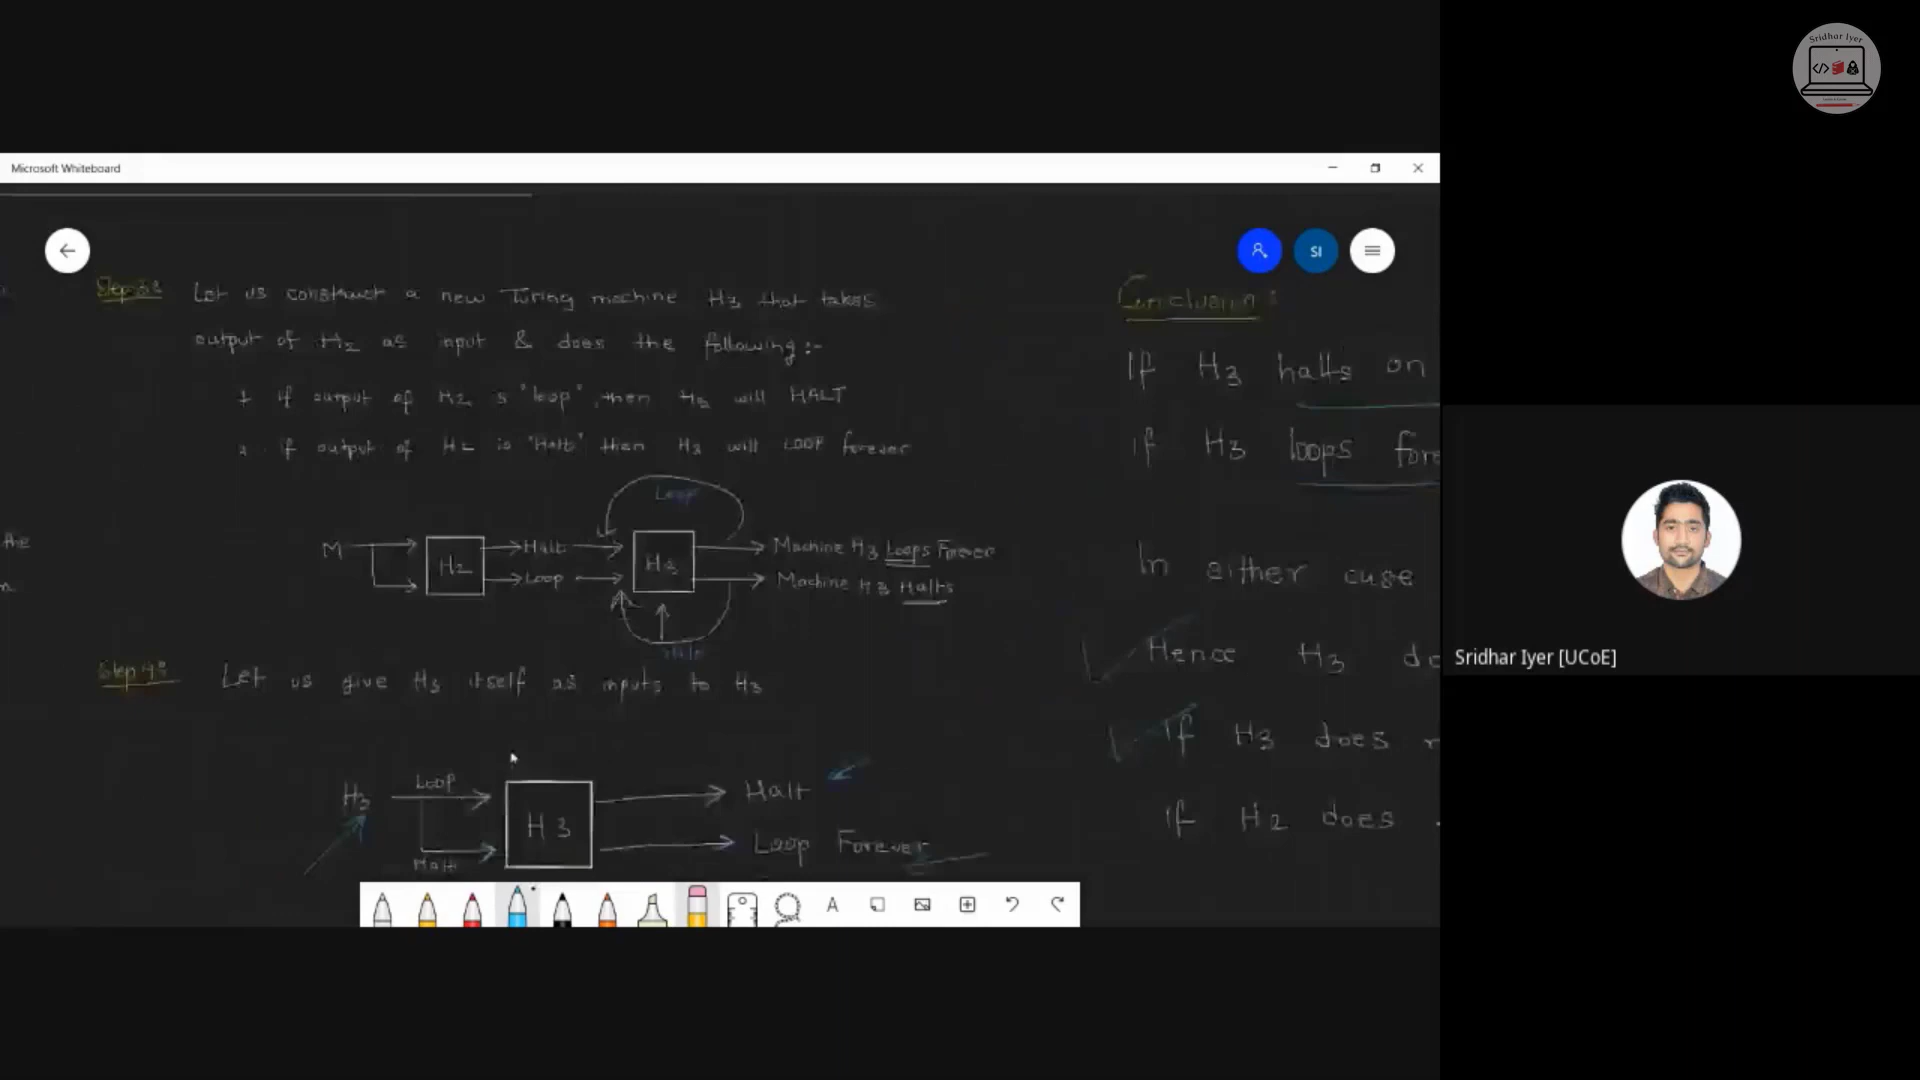 Sridhar Iyer
</>
Microsoft Whiteboard
SI
Step 3:
Let us construct a new Turing machine H3 that takes
output of H2 as input & does the following:-
1. if output of H2 is "loop", then H3 will HALT
2. if output of H2 is "Halt" then H3 will LOOP forever
Loop
M
H2
Halt
Loop
H3
Machine H3 Loops Forever
Machine H3 Halts
Halt
Step 4:
Let us give H3 itself as inputs to H3
H3
Loop
Halt
H3
Halt
Loop Forever
the
Conclusion:
If H3 halts on
if H3 loops fore
In either case
Hence H3 do
If H3 does
If H2 does
A
Sridhar Iyer [UCoE]